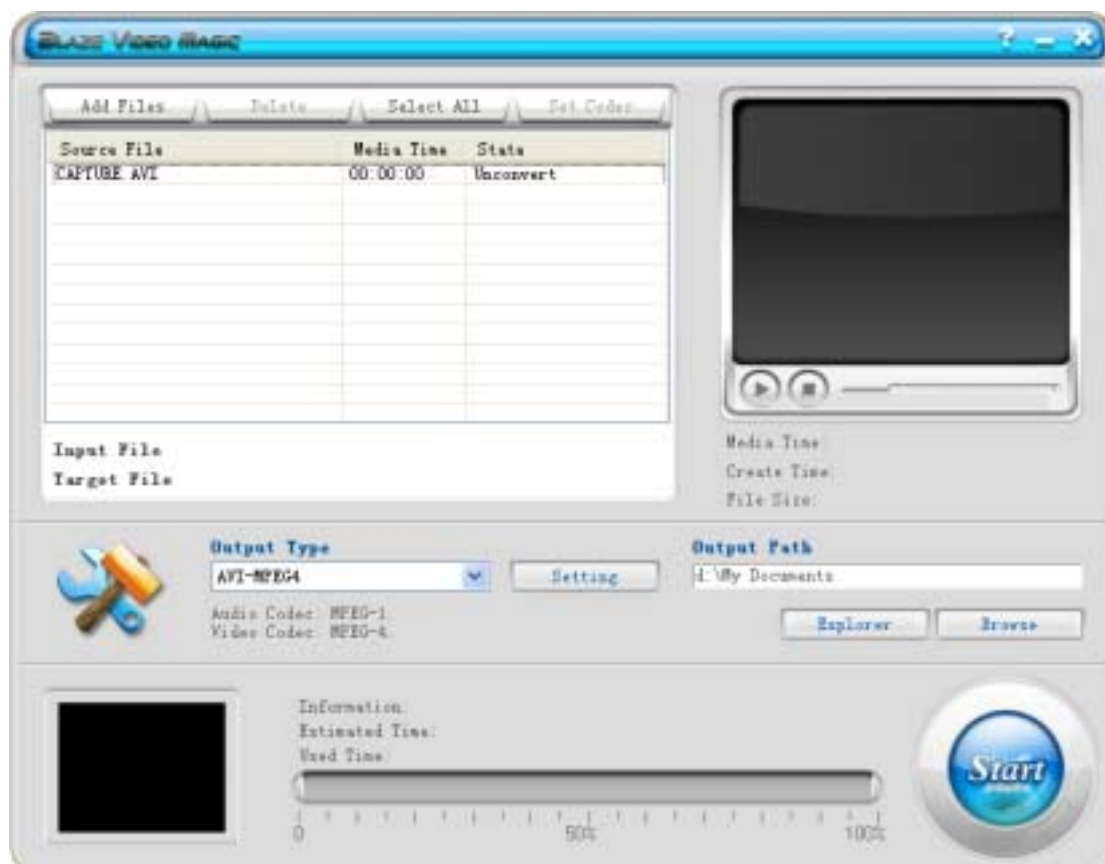 BLAZE VIDEO MAGIC ? – X
Add Files Delete Select All Set Codec
Source File Media Time State
CAPTURE AVI 00:00:00 Unconvert
Input File
Target File
Media Time:
Create Time:
File Size:
Output Type
AVI-MPEG4 Setting
Audio Codec: MPEG-1
Video Codec: MPEG-4
Output Path
d:\My Documents
Explorer Browse
Information:
Estimated Time:
Used Time:
0 50% 100%
Start